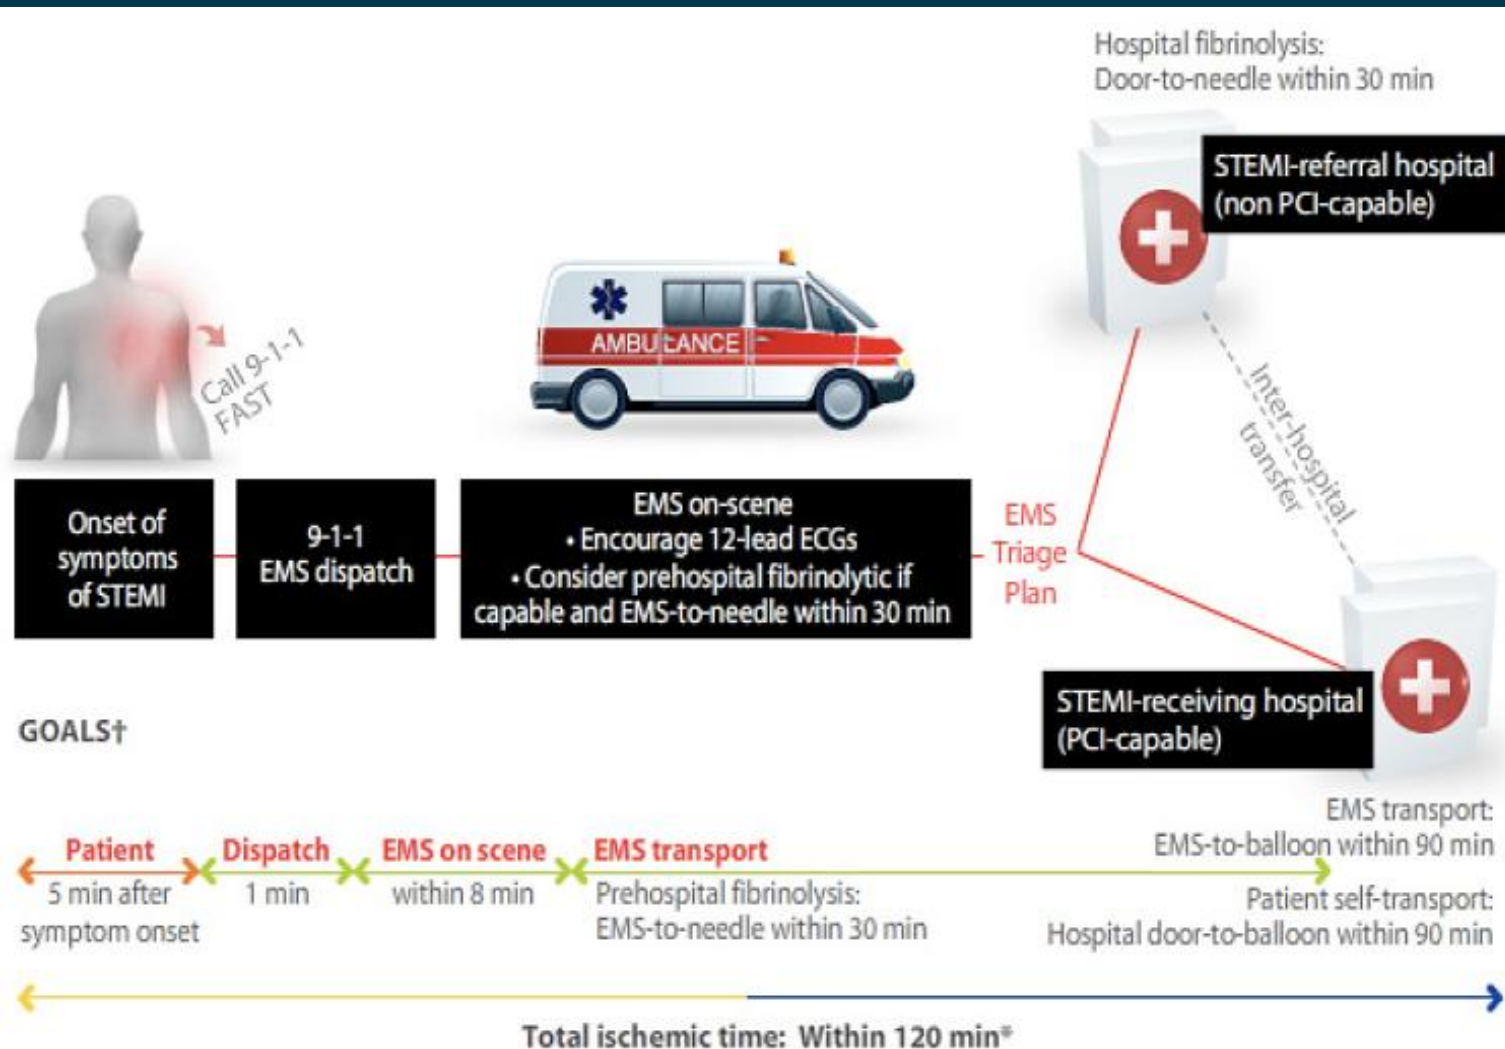 Hospital fibrinolysis:
Door-to-needle within 30 min
STEMI-referral hospital
(non PCI-capable)
Call 9-1-1
FAST
AMBULANCE
Inter-hospital
transfer
Onset of
symptoms
of STEMI
9-1-1
EMS dispatch
EMS on-scene
• Encourage 12-lead ECGs
• Consider prehospital fibrinolytic if
capable and EMS-to-needle within 30 min
EMS
Triage
Plan
STEMI-receiving hospital
(PCI-capable)
GOALS†
Patient
5 min after
symptom onset
Dispatch
1 min
EMS on scene
within 8 min
EMS transport
Prehospital fibrinolysis:
EMS-to-needle within 30 min
EMS transport:
EMS-to-balloon within 90 min
Patient self-transport:
Hospital door-to-balloon within 90 min
Total ischemic time: Within 120 min*